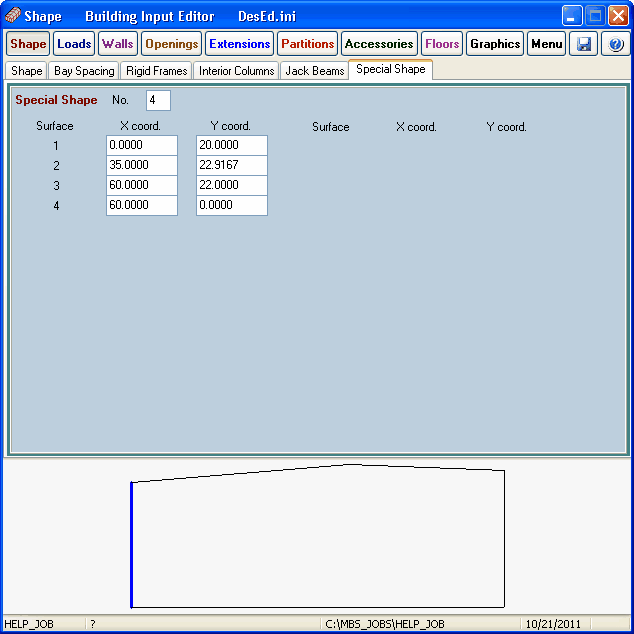 Shape Building Input Editor DesEd.ini
Shape Loads Walls Openings Extensions Partitions Accessories Floors Graphics Menu ?
Shape Bay Spacing Rigid Frames Interior Columns Jack Beams Special Shape
Special Shape No. 4
Surface X coord. Y coord. Surface X coord. Y coord.
1 0.0000 20.0000
2 35.0000 22.9167
3 60.0000 22.0000
4 60.0000 0.0000
HELP_JOB ? C:\MBS_JOBS\HELP_JOB 10/21/2011